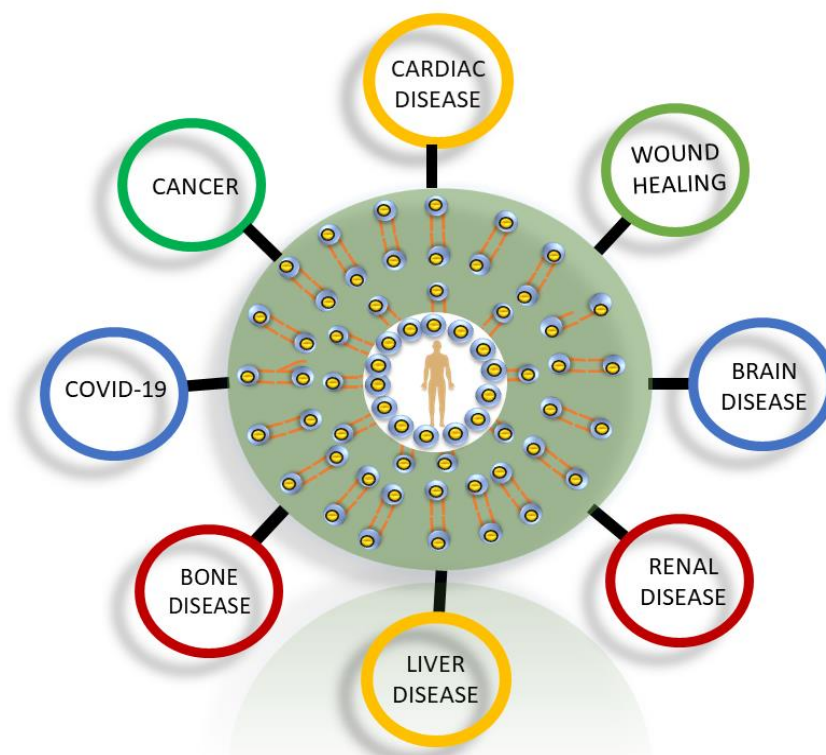 CARDIAC
DISEASE
WOUND
HEALING
BRAIN
DISEASE
RENAL
DISEASE
LIVER
DISEASE
BONE
DISEASE
COVID-19
CANCER